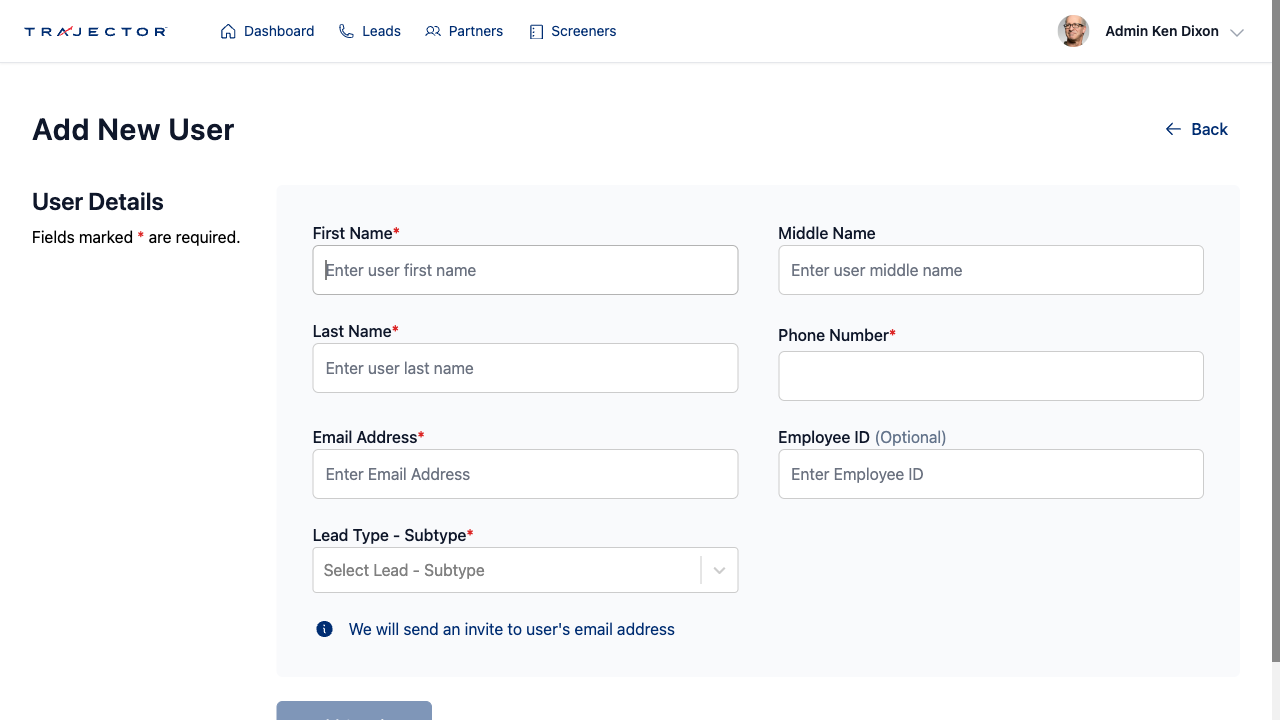 TRAJECTOR
Dashboard
Leads
Partners
Screeners
Admin Ken Dixon
Add New User
Back
User Details
Fields marked * are required.
First Name*
Middle Name
Enter user first name
Enter user middle name
Last Name*
Phone Number*
Enter user last name
Email Address*
Employee ID (Optional)
Enter Email Address
Enter Employee ID
Lead Type - Subtype*
Select Lead - Subtype
We will send an invite to user's email address